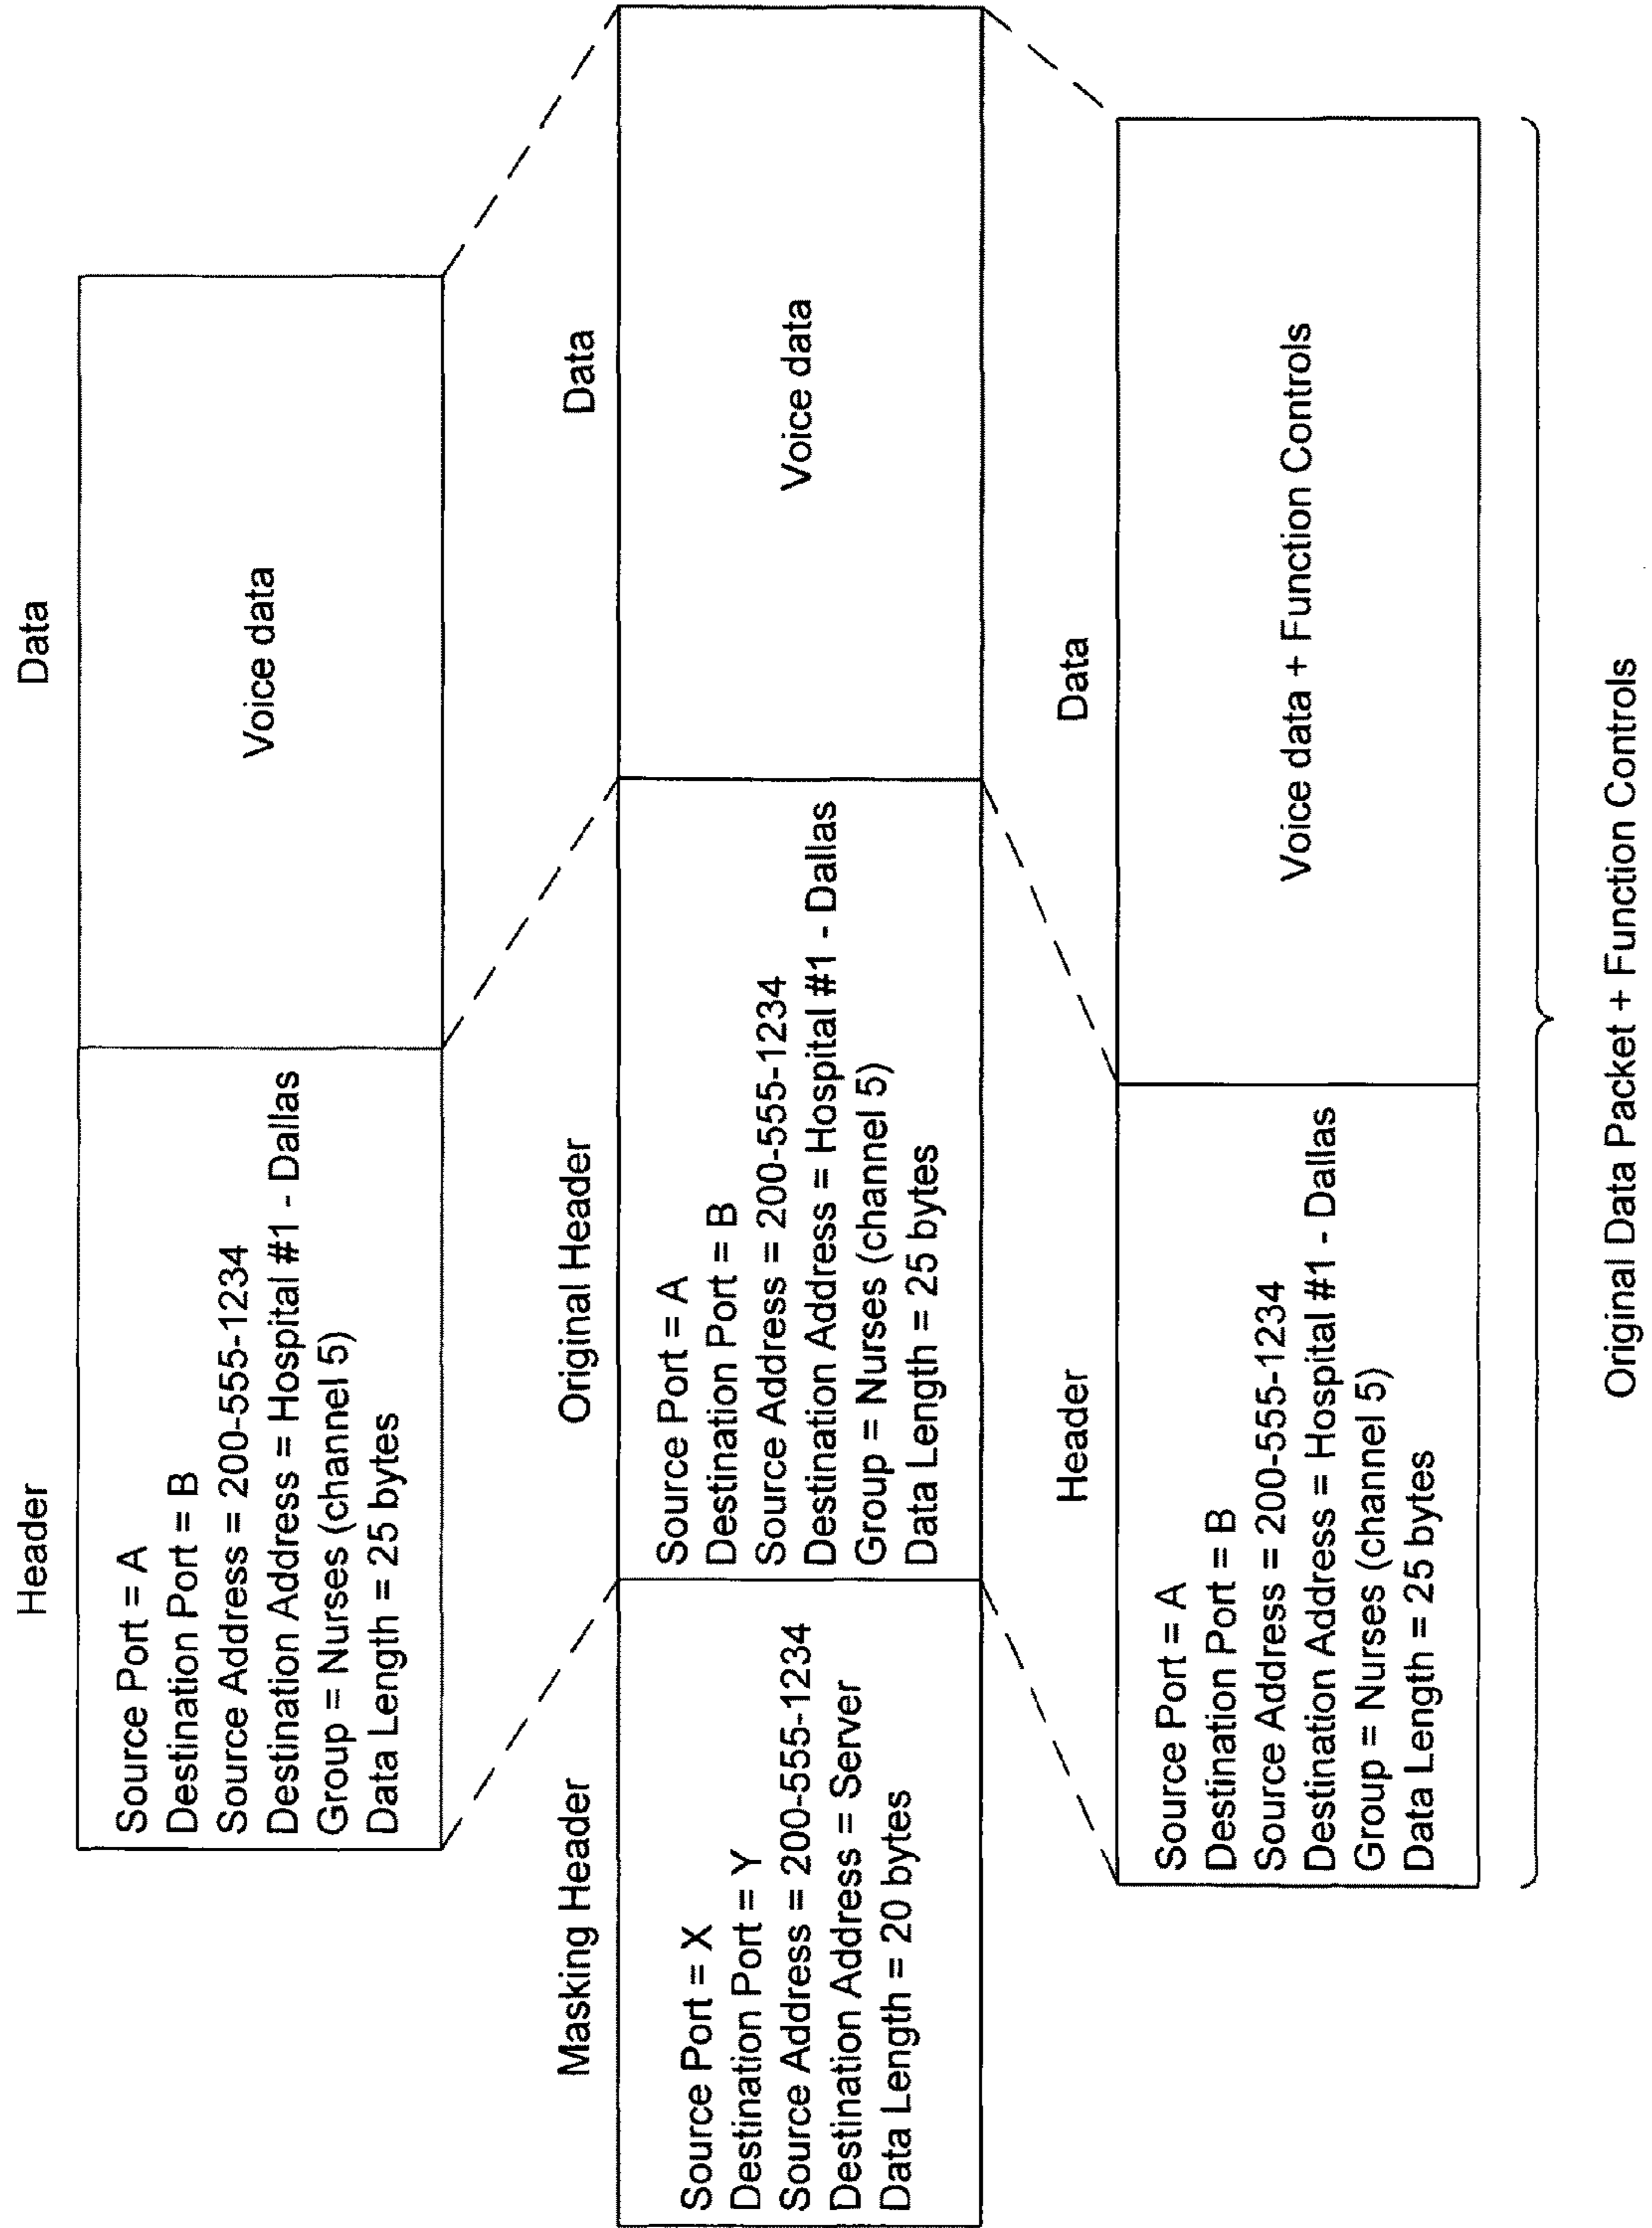 Header
Data
Source Port = A
Destination Port = B
Source Address = 200-555-1234
Destination Address = Hospital #1 - Dallas
Group = Nurses (channel 5)
Data Length = 25 bytes
Voice data
Masking Header
Original Header
Data
Source Port = X
Destination Port = Y
Source Address = 200-555-1234
Destination Address = Server
Data Length = 20 bytes
Source Port = A
Destination Port = B
Source Address = 200-555-1234
Destination Address = Hospital #1 - Dallas
Group = Nurses (channel 5)
Data Length = 25 bytes
Voice data
Header
Data
Source Port = A
Destination Port = B
Source Address = 200-555-1234
Destination Address = Hospital #1 - Dallas
Group = Nurses (channel 5)
Data Length = 25 bytes
Voice data + Function Controls
Original Data Packet + Function Controls